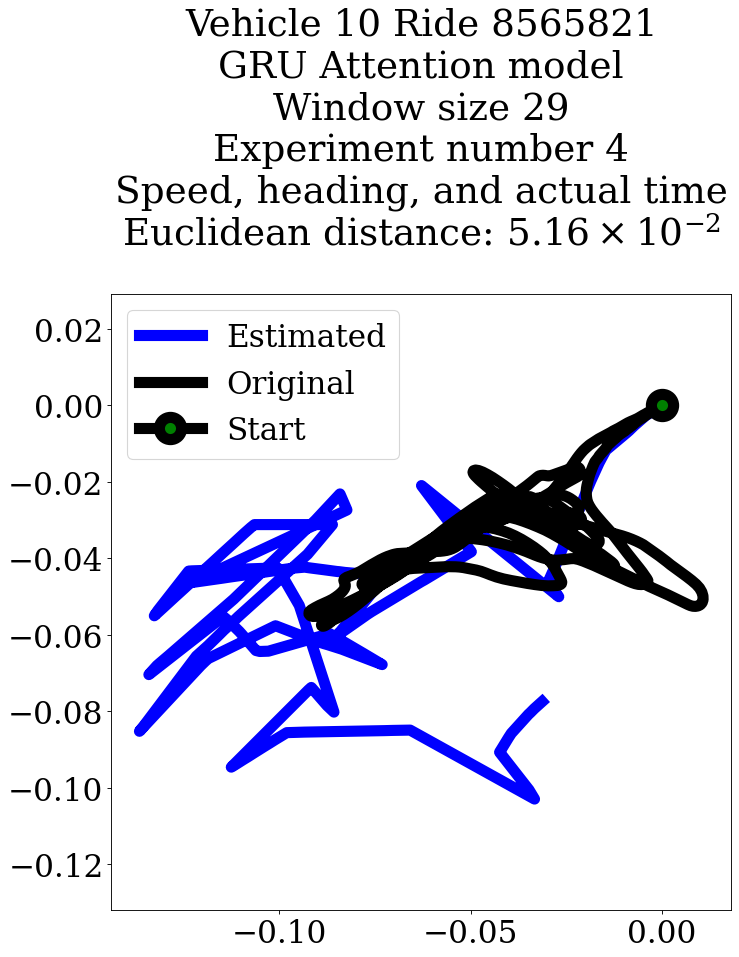 Vehicle 10 Ride 8565821
GRU Attention model
Window size 29
Experiment number 4
Speed, heading, and actual time
Euclidean distance: 5.16 × 10⁻²
Estimated
Original
Start
0.02
0.00
−0.02
−0.04
−0.06
−0.08
−0.10
−0.12
−0.10
−0.05
0.00